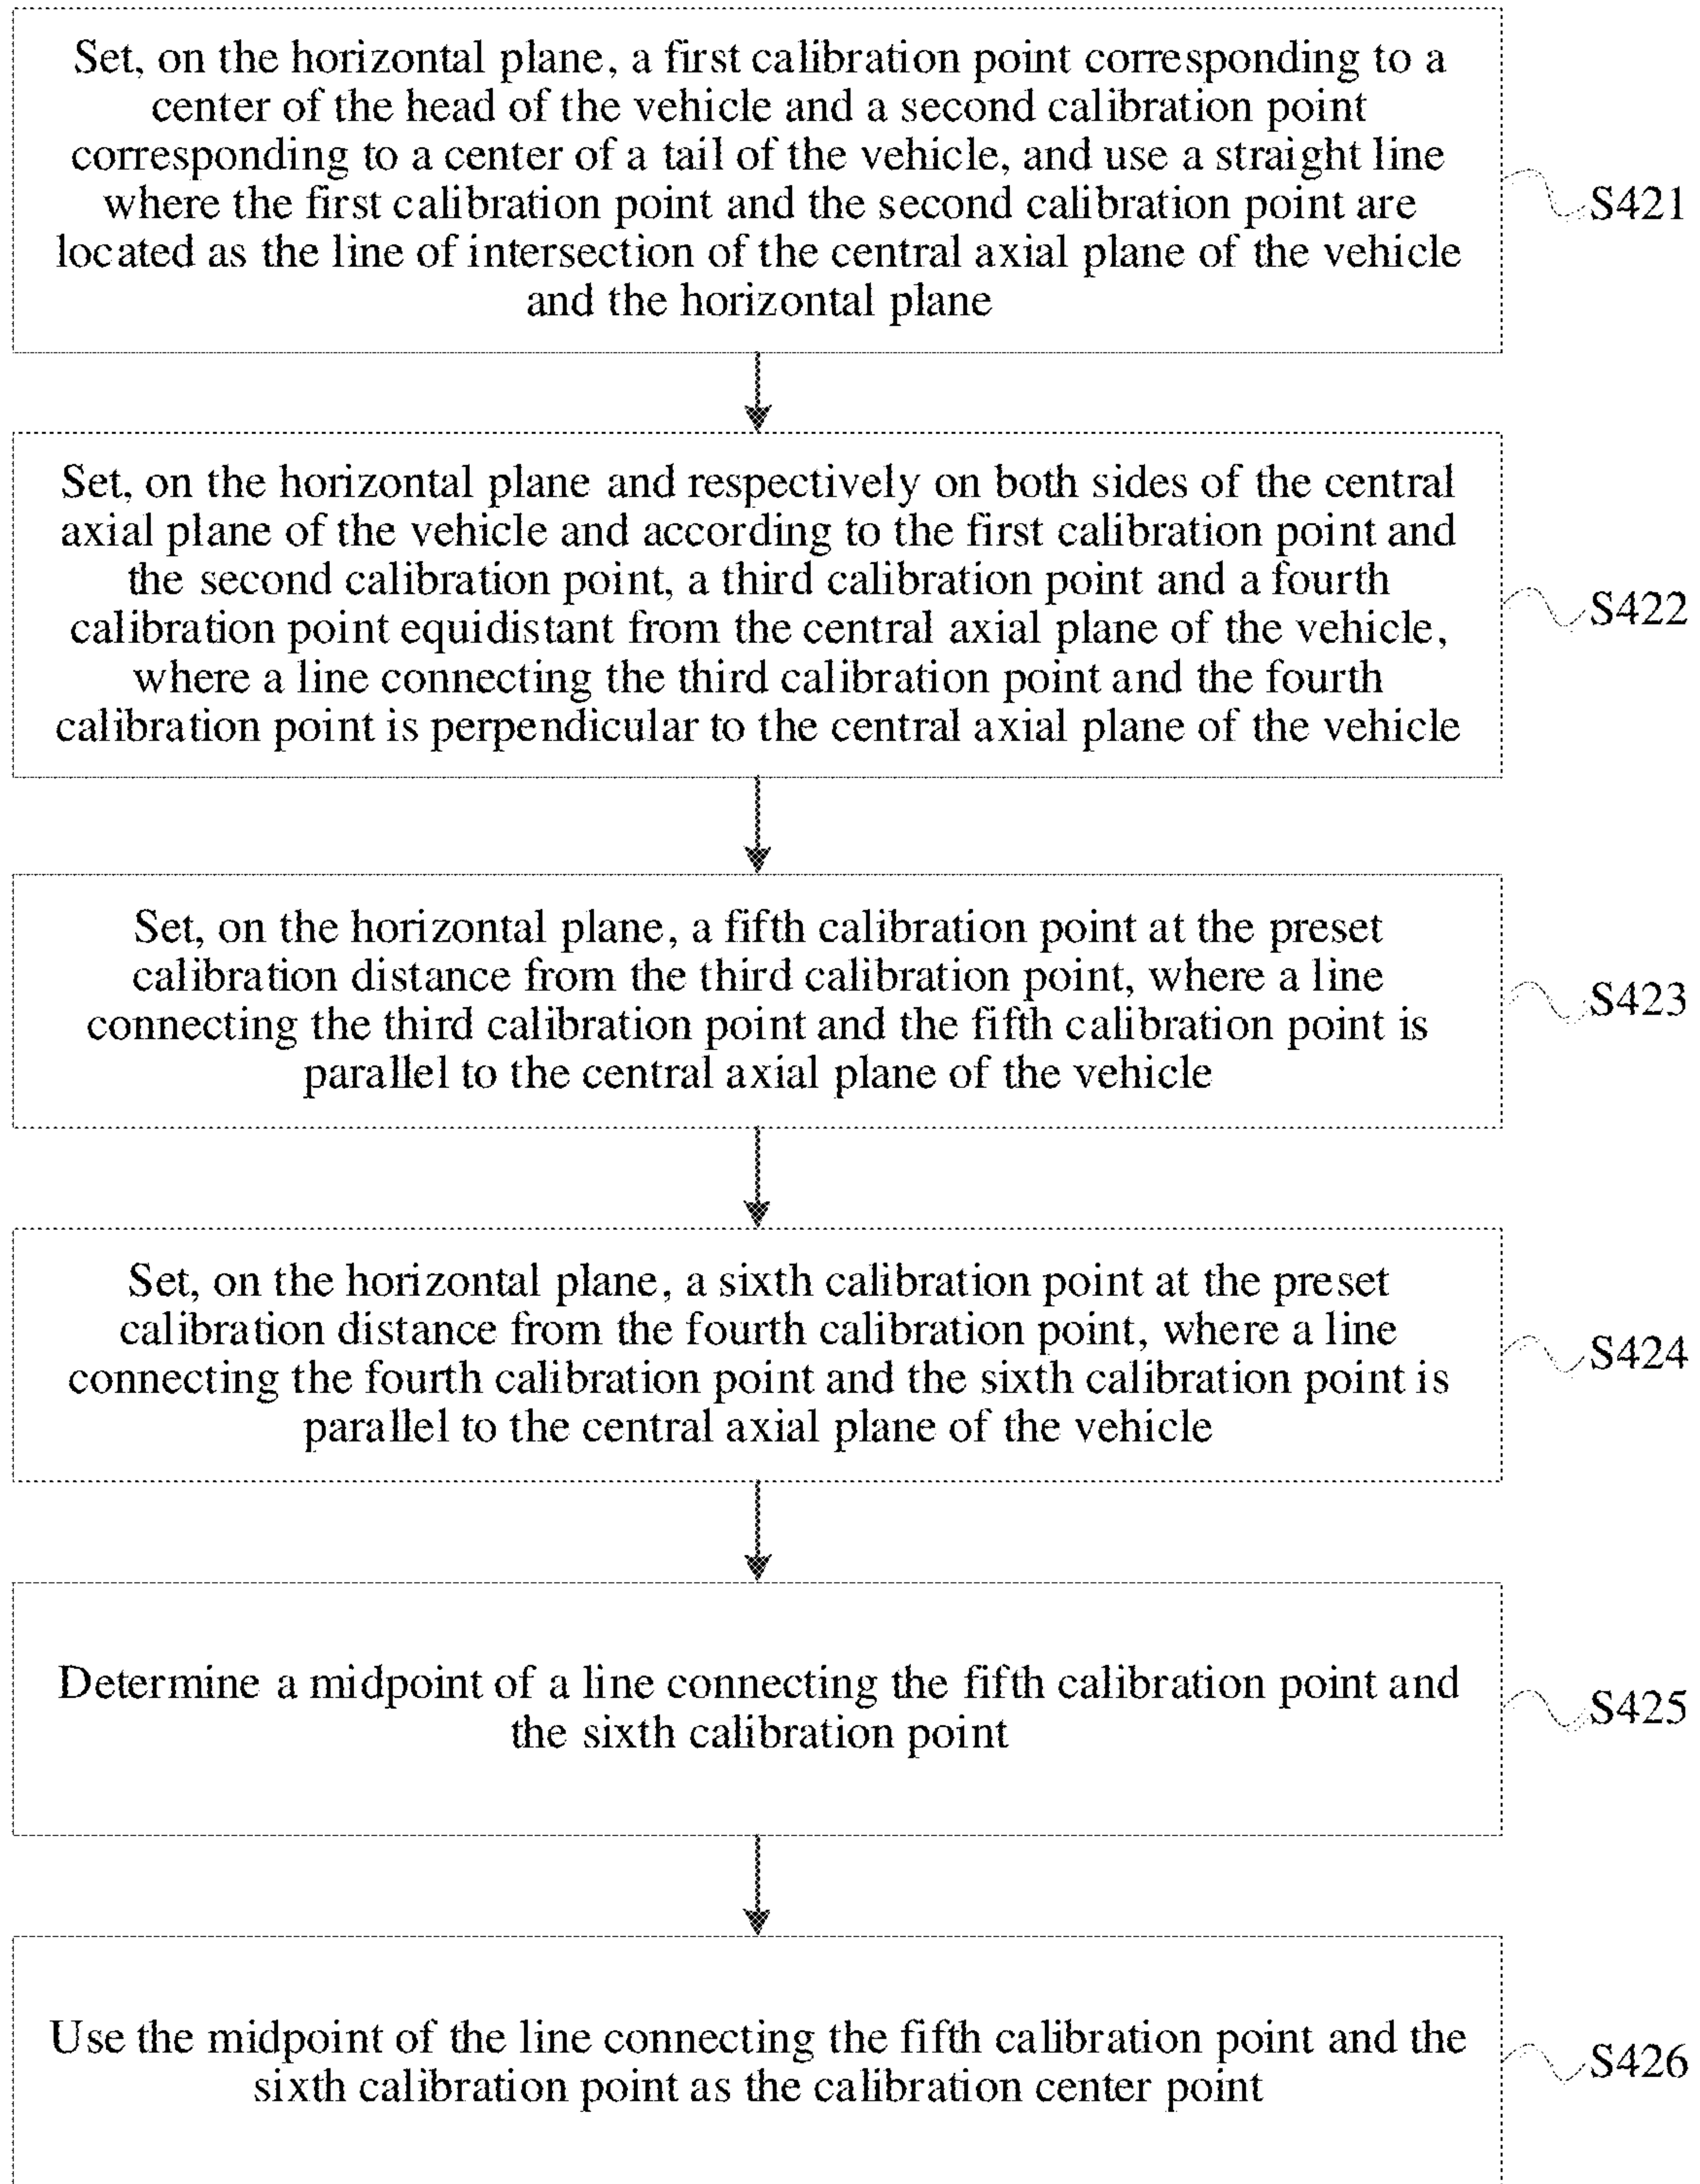 Set, on the horizontal plane, a first calibration point corresponding to a
center of the head of the vehicle and a second calibration point
corresponding to a center of a tail of the vehicle, and use a straight line
where the first calibration point and the second calibration point are
located as the line of intersection of the central axial plane of the vehicle
and the horizontal plane
S421
Set, on the horizontal plane and respectively on both sides of the central
axial plane of the vehicle and according to the first calibration point and
the second calibration point, a third calibration point and a fourth
calibration point equidistant from the central axial plane of the vehicle,
where a line connecting the third calibration point and the fourth
calibration point is perpendicular to the central axial plane of the vehicle
S422
Set, on the horizontal plane, a fifth calibration point at the preset
calibration distance from the third calibration point, where a line
connecting the third calibration point and the fifth calibration point is
parallel to the central axial plane of the vehicle
S423
Set, on the horizontal plane, a sixth calibration point at the preset
calibration distance from the fourth calibration point, where a line
connecting the fourth calibration point and the sixth calibration point is
parallel to the central axial plane of the vehicle
S424
Determine a midpoint of a line connecting the fifth calibration point and
the sixth calibration point
S425
Use the midpoint of the line connecting the fifth calibration point and the
sixth calibration point as the calibration center point
S426